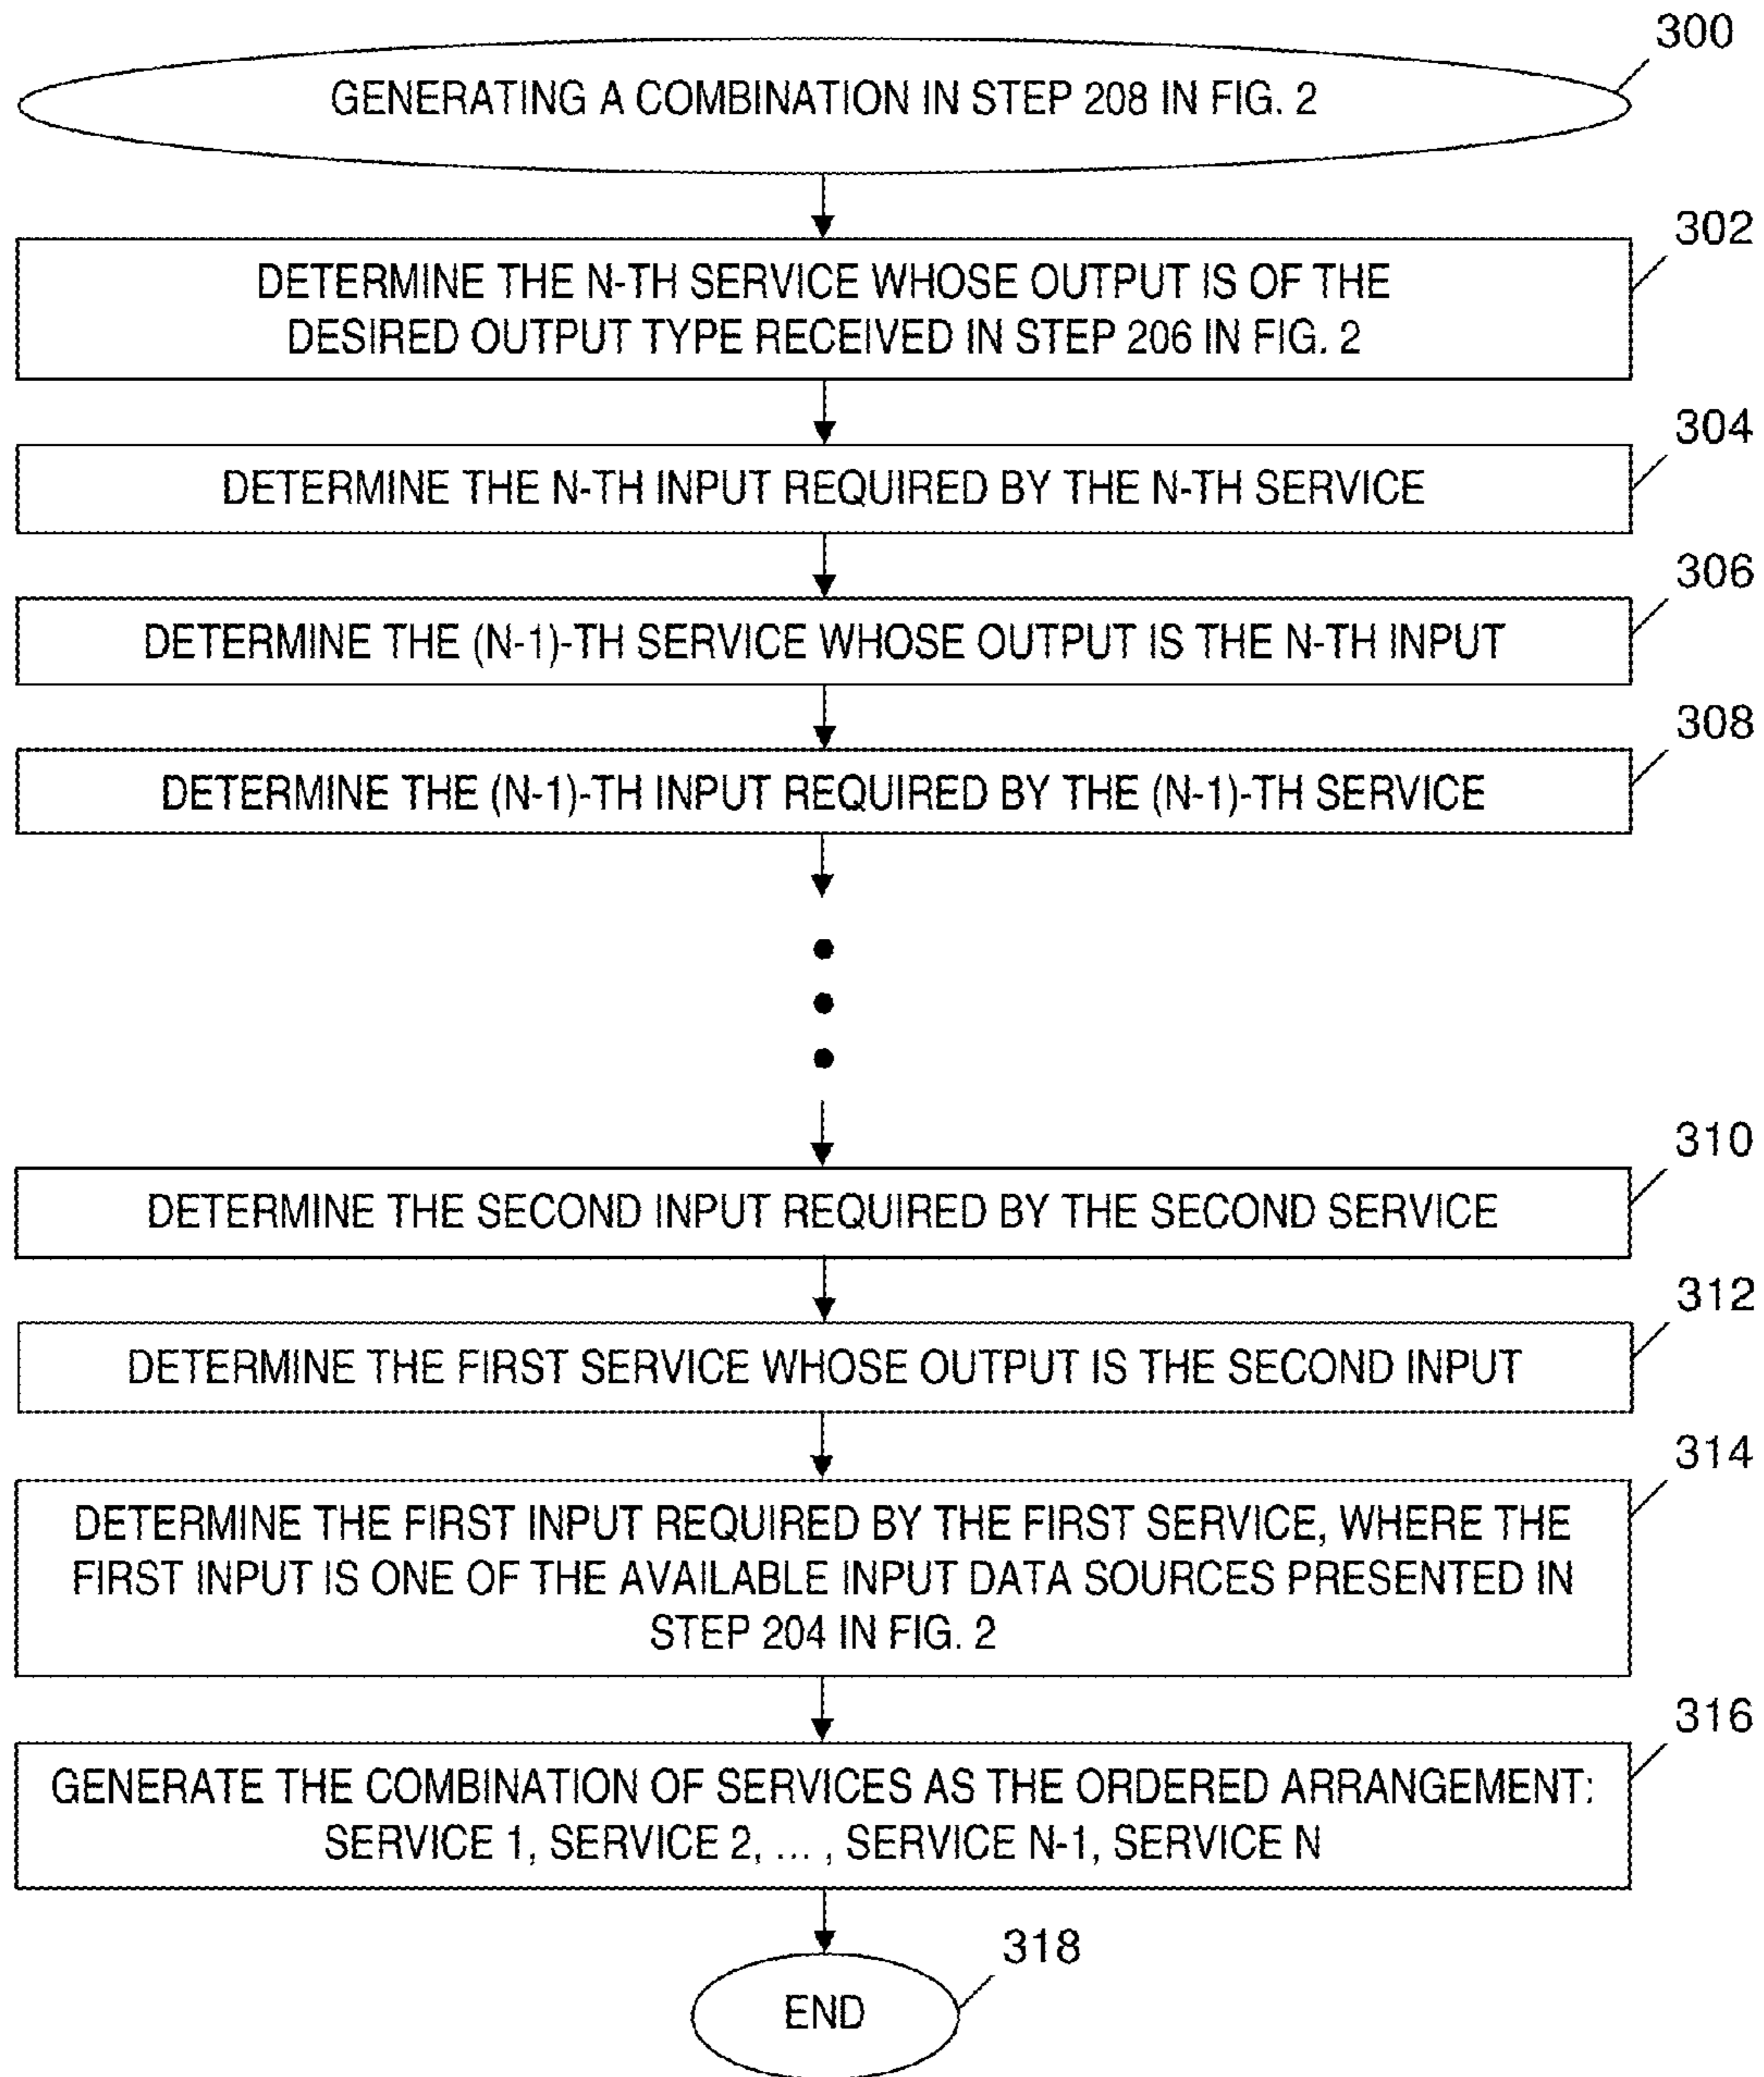 300
GENERATING A COMBINATION IN STEP 208 IN FIG. 2
302
DETERMINE THE N-TH SERVICE WHOSE OUTPUT IS OF THE
DESIRED OUTPUT TYPE RECEIVED IN STEP 206 IN FIG. 2
304
DETERMINE THE N-TH INPUT REQUIRED BY THE N-TH SERVICE
306
DETERMINE THE (N-1)-TH SERVICE WHOSE OUTPUT IS THE N-TH INPUT
308
DETERMINE THE (N-1)-TH INPUT REQUIRED BY THE (N-1)-TH SERVICE
310
DETERMINE THE SECOND INPUT REQUIRED BY THE SECOND SERVICE
312
DETERMINE THE FIRST SERVICE WHOSE OUTPUT IS THE SECOND INPUT
314
DETERMINE THE FIRST INPUT REQUIRED BY THE FIRST SERVICE, WHERE THE
FIRST INPUT IS ONE OF THE AVAILABLE INPUT DATA SOURCES PRESENTED IN
STEP 204 IN FIG. 2
316
GENERATE THE COMBINATION OF SERVICES AS THE ORDERED ARRANGEMENT:
SERVICE 1, SERVICE 2, ... , SERVICE N-1, SERVICE N
318
END